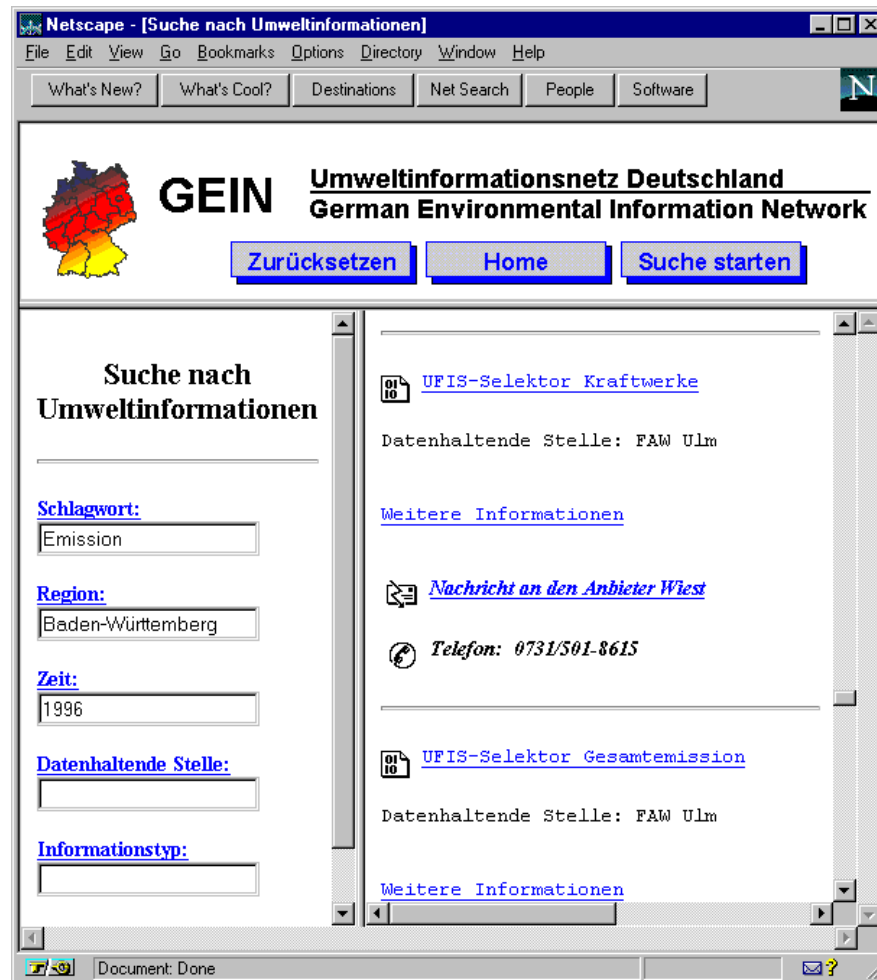 Netscape - [Suche nach Umweltinformationen]
File Edit View Go Bookmarks Options Directory Window Help
What's New? What's Cool? Destinations Net Search People Software
N
GEIN
Umweltinformationsnetz Deutschland
German Environmental Information Network
Zurücksetzen Home Suche starten
Suche nach
Umweltinformationen
Schlagwort:
Emission
Region:
Baden-Württemberg
Zeit:
1996
Datenhaltende Stelle:
Informationstyp:
UFIS-Selektor Kraftwerke
Datenhaltende Stelle: FAW Ulm
Weitere Informationen
Nachricht an den Anbieter Wiest
Telefon: 0731/501-8615
UFIS-Selektor Gesamtemission
Datenhaltende Stelle: FAW Ulm
Weitere Informationen
Document: Done